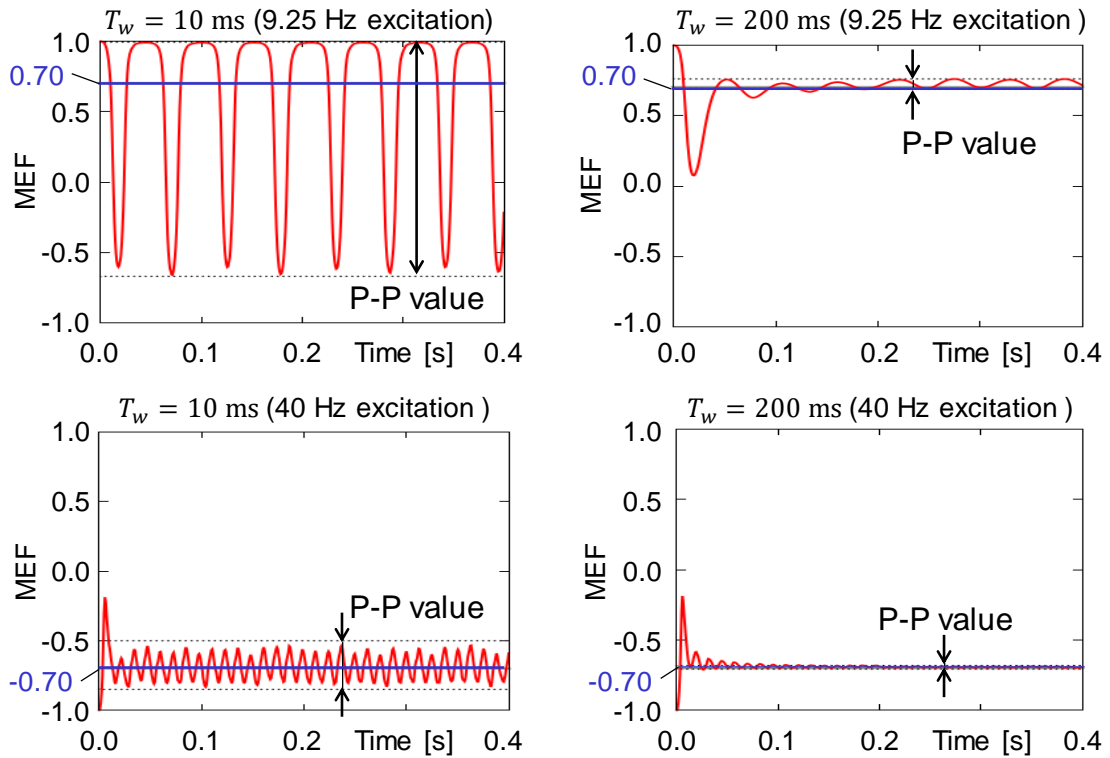 T_w = 10 ms (9.25 Hz excitation)
1.0
0.70
0.5
0.0
-0.5
-1.0
MEF
P-P value
0.0 0.1 0.2 Time [s] 0.4
T_w = 200 ms (9.25 Hz excitation )
1.0
0.70
0.5
0.0
-0.5
-1.0
MEF
P-P value
0.0 0.1 0.2 Time [s] 0.4
T_w = 10 ms (40 Hz excitation )
1.0
0.5
0.0
-0.5
-0.70
-1.0
MEF
P-P value
0.0 0.1 0.2 Time [s] 0.4
T_w = 200 ms (40 Hz excitation )
1.0
0.5
0.0
-0.5
-0.70
-1.0
MEF
P-P value
0.0 0.1 0.2 Time [s] 0.4